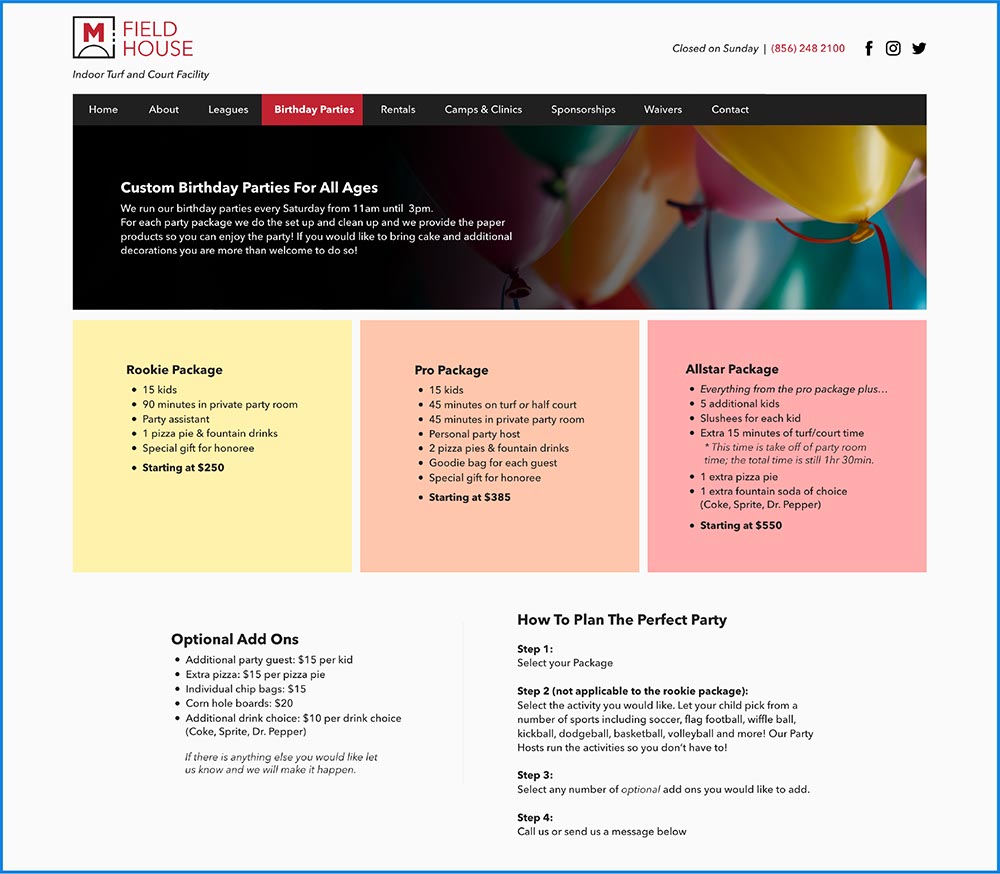 M FIELD
HOUSE
Indoor Turf and Court Facility
Closed on Sunday | (856) 248 2100
Home About Leagues Birthday Parties Rentals Camps & Clinics Sponsorships Waivers Contact
Custom Birthday Parties For All Ages
We run our birthday parties every Saturday from 11am until 3pm.
For each party package we do the set up and clean up and we provide the paper
products so you can enjoy the party! If you would like to bring cake and additional
decorations you are more than welcome to do so!
Rookie Package
• 15 kids
• 90 minutes in private party room
• Party assistant
• 1 pizza pie & fountain drinks
• Special gift for honoree
• Starting at $250
Pro Package
• 15 kids
• 45 minutes on turf or half court
• 45 minutes in private party room
• Personal party host
• 2 pizza pies & fountain drinks
• Goodie bag for each guest
• Special gift for honoree
• Starting at $385
Allstar Package
• Everything from the pro package plus...
• 5 additional kids
• Slushees for each kid
• Extra 15 minutes of turf/court time
* This time is take off of party room
time; the total time is still 1hr 30min.
• 1 extra pizza pie
• 1 extra fountain soda of choice
(Coke, Sprite, Dr. Pepper)
• Starting at $550
Optional Add Ons
• Additional party guest: $15 per kid
• Extra pizza: $15 per pizza pie
• Individual chip bags: $15
• Corn hole boards: $20
• Additional drink choice: $10 per drink choice
(Coke, Sprite, Dr. Pepper)
If there is anything else you would like let
us know and we will make it happen.
How To Plan The Perfect Party
Step 1:
Select your Package
Step 2 (not applicable to the rookie package):
Select the activity you would like. Let your child pick from a
number of sports including soccer, flag football, wiffle ball,
kickball, dodgeball, basketball, volleyball and more! Our Party
Hosts run the activities so you don't have to!
Step 3:
Select any number of optional add ons you would like to add.
Step 4:
Call us or send us a message below